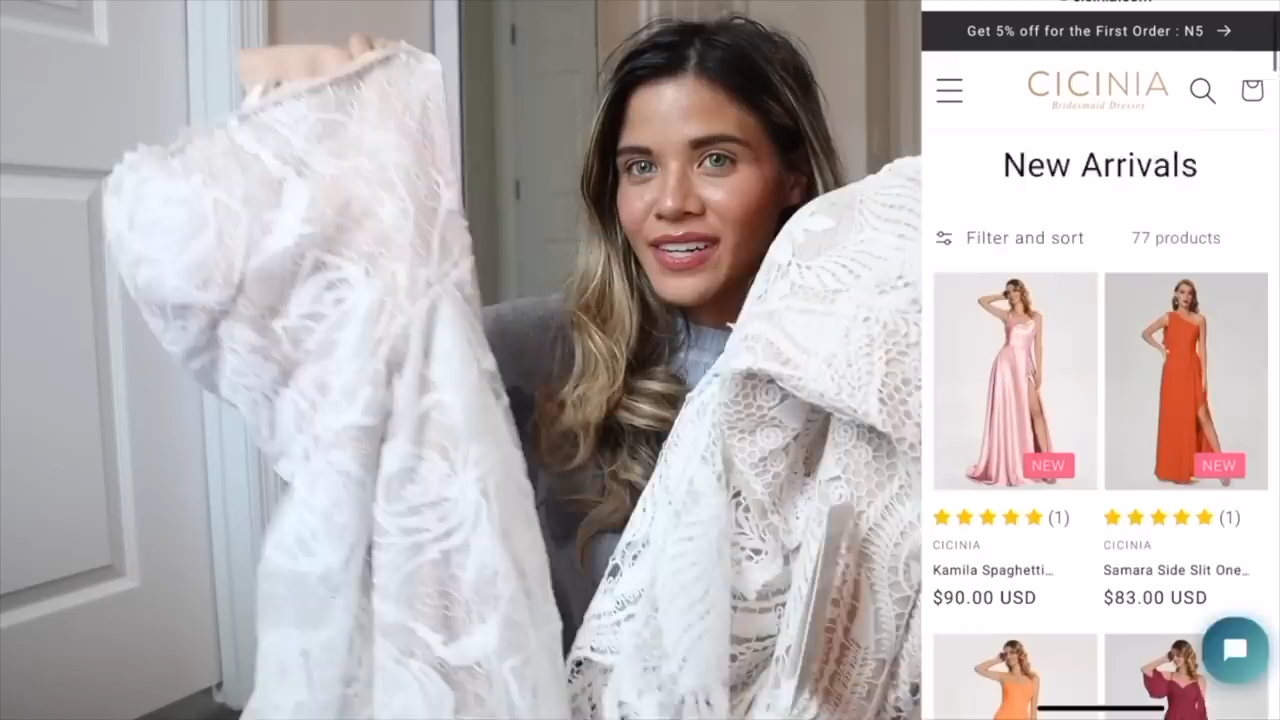 Get 5% off for the First Order : N5 →
CICINIA
Bridesmaid Dresses
New Arrivals
Filter and sort
77 products
NEW
NEW
(1)
(1)
CICINIA
CICINIA
Kamila Spaghetti...
Samara Side Slit One...
$90.00 USD
$83.00 USD